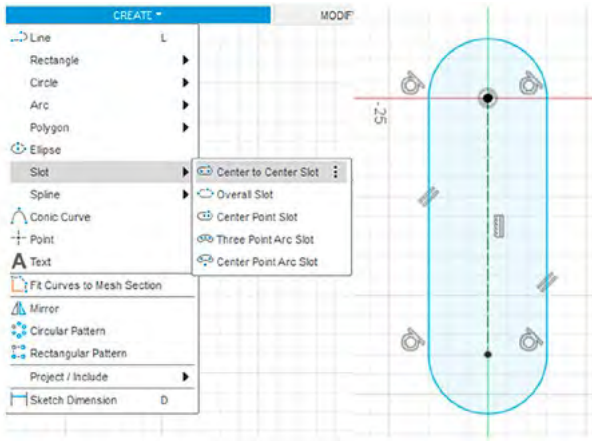 CREATE
MODIF
Line L
Rectangle
Circle
Arc
Polygon
Ellipse
Slot
Spline
Conic Curve
Point
A Text
Fit Curves to Mesh Section
Mirror
Circular Pattern
Rectangular Pattern
Project / Include
Sketch Dimension D
Center to Center Slot
Overall Slot
Center Point Slot
Three Point Arc Slot
Center Point Arc Slot
-25